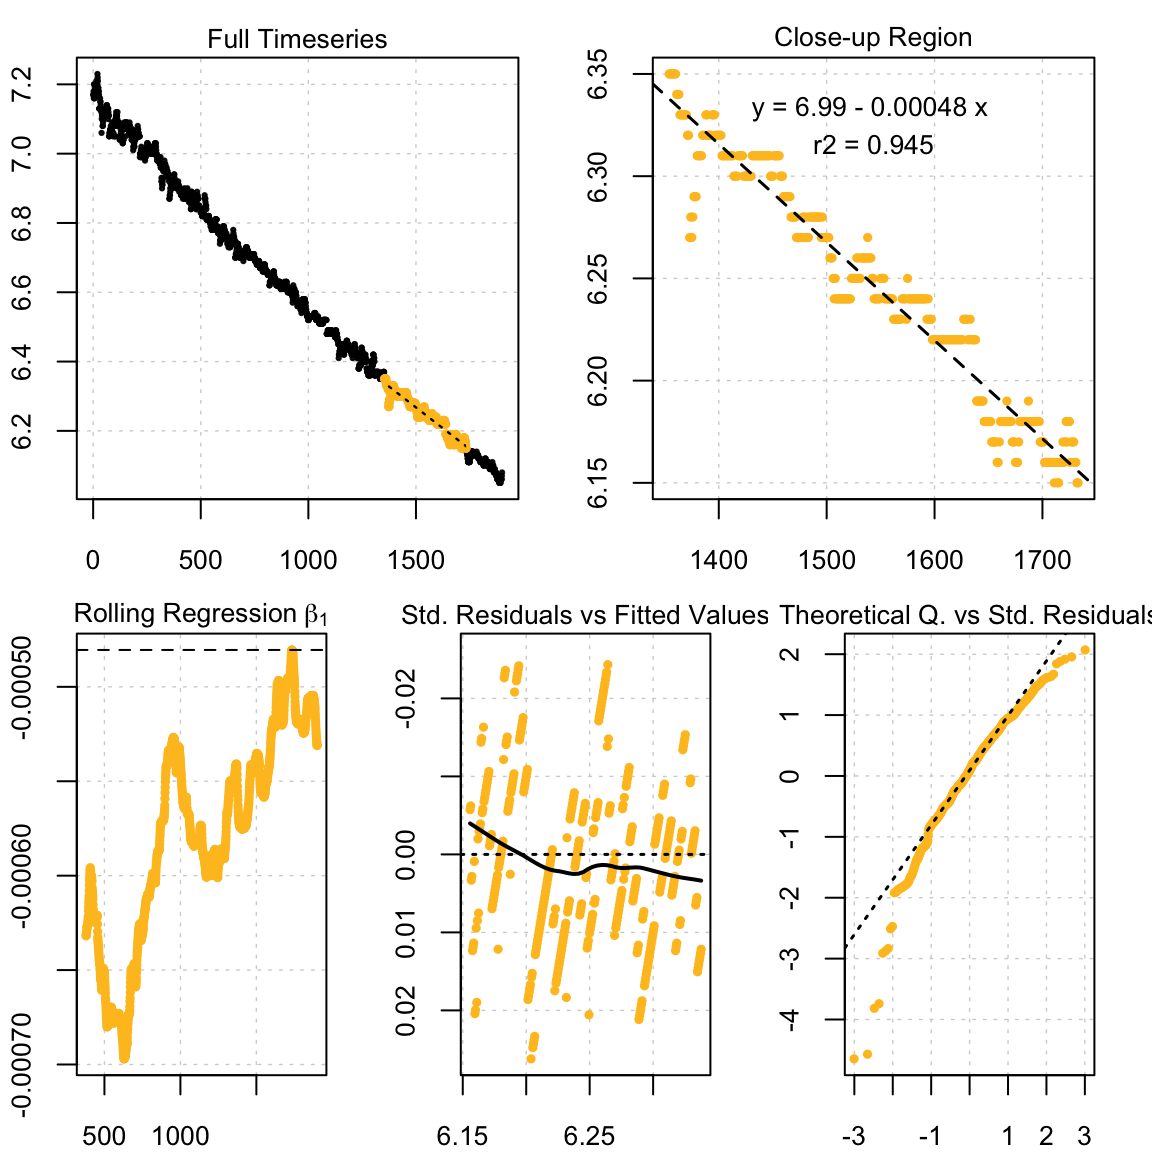 Full Timeseries
7.2
7.0
6.8
6.6
6.4
6.2
0 500 1000 1500
Close-up Region
6.35
6.30
6.25
6.20
6.15
y = 6.99 - 0.00048 x
r2 = 0.945
1400 1500 1600 1700
Rolling Regression β1
-0.00050
-0.00060
-0.00070
500 1000
Std. Residuals vs Fitted Values
-0.02
0.00
0.01
0.02
6.15 6.25
Theoretical Q. vs Std. Residuals
2
1
0
-1
-2
-3
-4
-3 -1 1 2 3